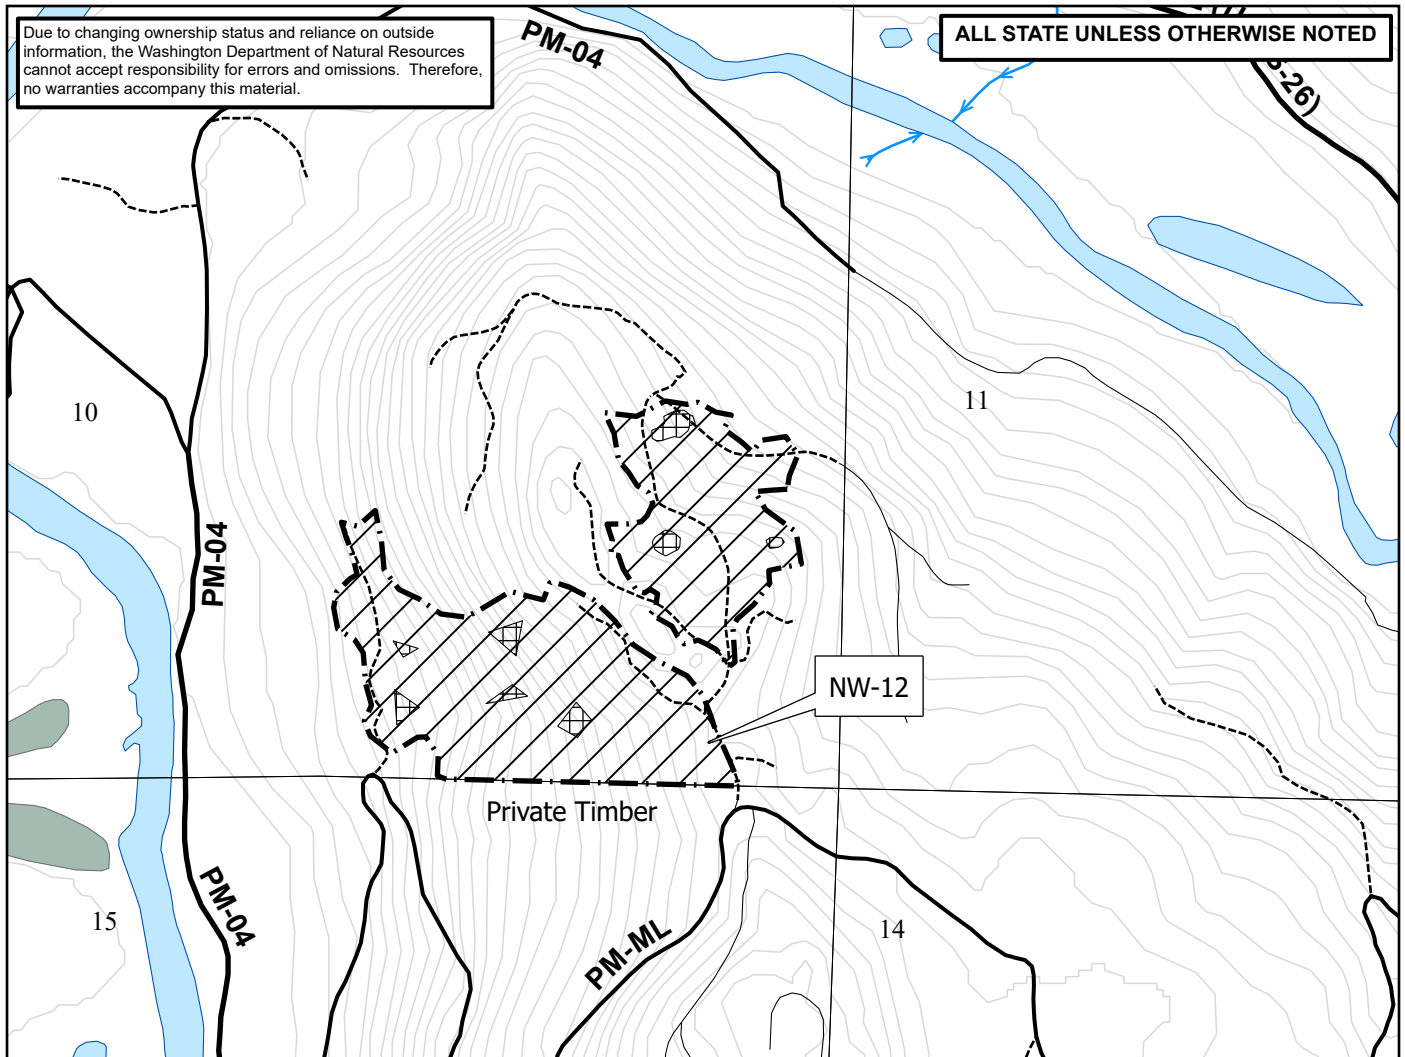 Due to changing ownership status and reliance on outside
information, the Washington Department of Natural Resources
cannot accept responsibility for errors and omissions. Therefore,
no warranties accompany this material.
ALL STATE UNLESS OTHERWISE NOTED
PM-04
10
11
PM-04
NW-12
Private Timber
PM-04
15
14
PM-ML